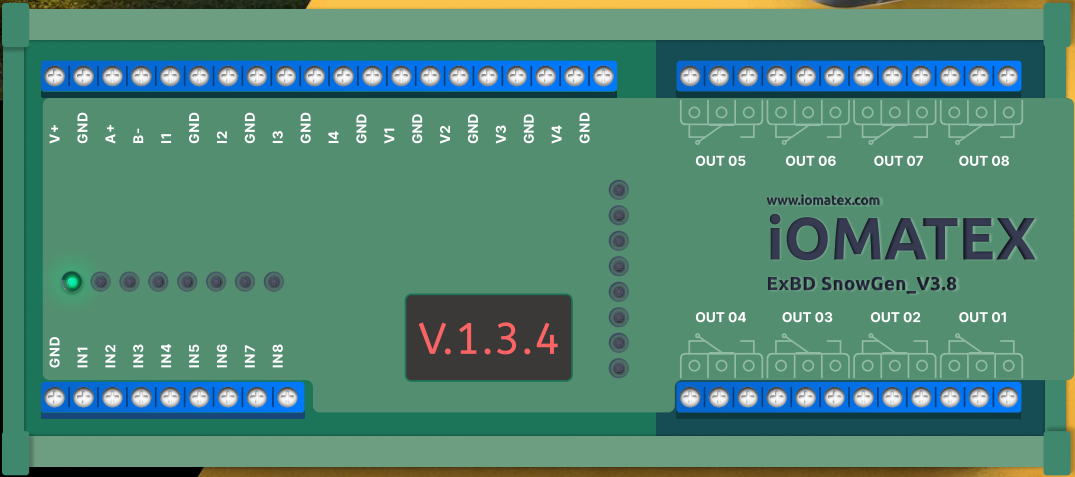 V+ GND A+ B- I1 GND I2 GND I3 GND I4 GND V1 GND V2 GND V3 GND V4 GND
OUT 05 OUT 06 OUT 07 OUT 08
www.iomatex.com
iOMATEX
ExBD SnowGen_V3.8
V.1.3.4
OUT 04 OUT 03 OUT 02 OUT 01
GND IN1 IN2 IN3 IN4 IN5 IN6 IN7 IN8